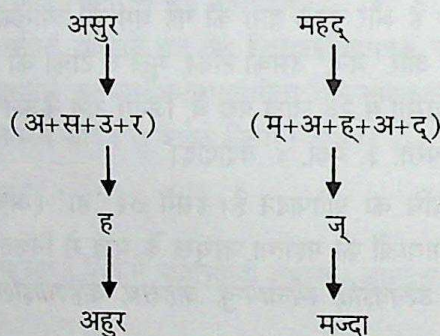 असुर महद्
(अ+स+उ+र) (म्+अ+ह्+अ+द्)
ह ज्
अहुर मज्दा